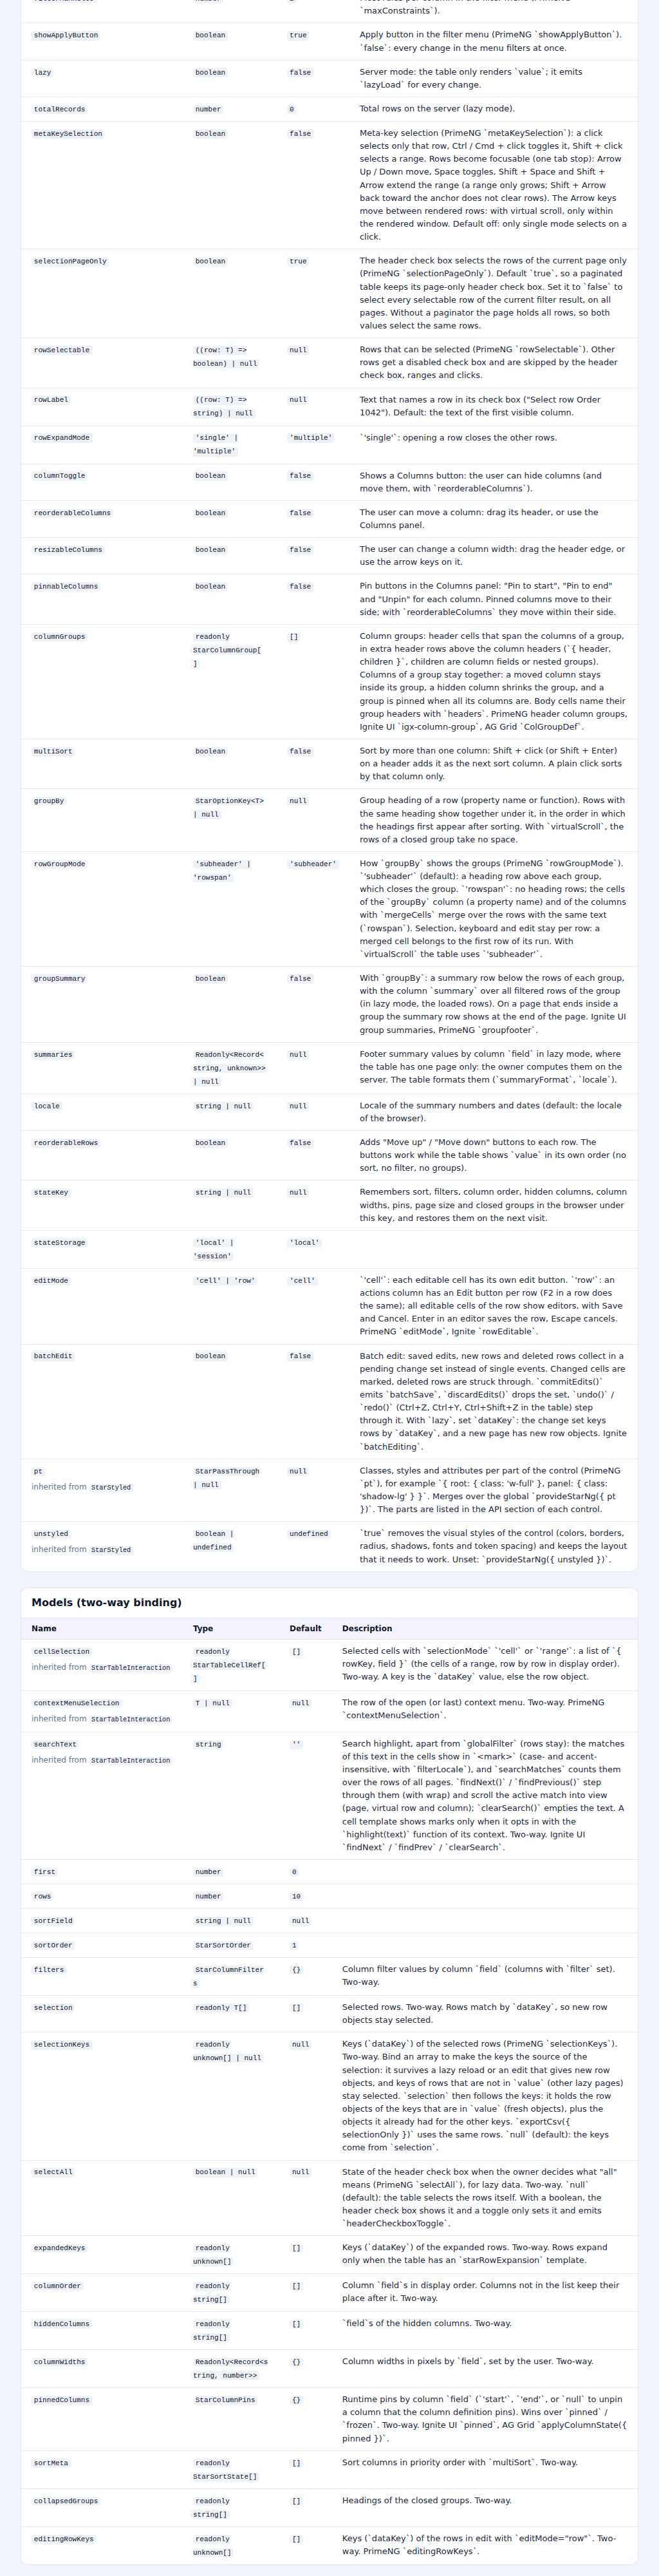 `maxConstraints`).
showApplyButton boolean true Apply button in the filter menu (PrimeNG `showApplyButton`).
`false`: every change in the menu filters at once.
lazy boolean false Server mode: the table only renders `value`; it emits
`lazyLoad` for every change.
totalRecords number 0 Total rows on the server (lazy mode).
metaKeySelection boolean false Meta-key selection (PrimeNG `metaKeySelection`): a click
selects only that row, Ctrl / Cmd + click toggles it, Shift + click
selects a range. Rows become focusable (one tab stop): Arrow
Up / Down move, Space toggles, Shift + Space and Shift +
Arrow extend the range (a range only grows; Shift + Arrow
back toward the anchor does not clear rows). The Arrow keys
move between rendered rows: with virtual scroll, only within
the rendered window. Default off: only single mode selects on a
click.
selectionPageOnly boolean true The header check box selects the rows of the current page only
(PrimeNG `selectionPageOnly`). Default `true`, so a paginated
table keeps its page-only header check box. Set it to `false` to
select every selectable row of the current filter result, on all
pages. Without a paginator the page holds all rows, so both
values select the same rows.
rowSelectable ((row: T) => null Rows that can be selected (PrimeNG `rowSelectable`). Other
boolean) | null rows get a disabled check box and are skipped by the header
check box, ranges and clicks.
rowLabel ((row: T) => null Text that names a row in its check box ("Select row Order
string) | null 1042"). Default: the text of the first visible column.
rowExpandMode 'single' | 'multiple' `'single'`: opening a row closes the other rows.
'multiple'
columnToggle boolean false Shows a Columns button: the user can hide columns (and
move them, with `reorderableColumns`).
reorderableColumns boolean false The user can move a column: drag its header, or use the
Columns panel.
resizableColumns boolean false The user can change a column width: drag the header edge, or
use the arrow keys on it.
pinnableColumns boolean false Pin buttons in the Columns panel: "Pin to start", "Pin to end"
and "Unpin" for each column. Pinned columns move to their
side; with `reorderableColumns` they move within their side.
columnGroups readonly [] Column groups: header cells that span the columns of a group,
StarColumnGroup[ in extra header rows above the column headers (`{ header,
] children }`, children are column fields or nested groups).
Columns of a group stay together: a moved column stays
inside its group, a hidden column shrinks the group, and a
group is pinned when all its columns are. Body cells name their
group headers with `headers`. PrimeNG header column groups,
Ignite UI `igx-column-group`, AG Grid `ColGroupDef`.
multiSort boolean false Sort by more than one column: Shift + click (or Shift + Enter)
on a header adds it as the next sort column. A plain click sorts
by that column only.
groupBy StarOptionKey<T> null Group heading of a row (property name or function). Rows with
| null the same heading show together under it, in the order in which
the headings first appear after sorting. With `virtualScroll`, the
rows of a closed group take no space.
rowGroupMode 'subheader' | 'subheader' How `groupBy` shows the groups (PrimeNG `rowGroupMode`).
'rowspan' `'subheader'` (default): a heading row above each group,
which closes the group. `'rowspan'`: no heading rows; the cells
of the `groupBy` column (a property name) and of the columns
with `mergeCells` merge over the rows with the same text
(`rowspan`). Selection, keyboard and edit stay per row: a
merged cell belongs to the first row of its run. With
`virtualScroll` the table uses `'subheader'`.
groupSummary boolean false With `groupBy`: a summary row below the rows of each group,
with the column `summary` over all filtered rows of the group
(in lazy mode, the loaded rows). On a page that ends inside a
group the summary row shows at the end of the page. Ignite UI
group summaries, PrimeNG `groupfooter`.
summaries Readonly<Record< null Footer summary values by column `field` in lazy mode, where
string, unknown>> the table has one page only: the owner computes them on the
| null server. The table formats them (`summaryFormat`, `locale`).
locale string | null null Locale of the summary numbers and dates (default: the locale
of the browser).
reorderableRows boolean false Adds "Move up" / "Move down" buttons to each row. The
buttons work while the table shows `value` in its own order (no
sort, no filter, no groups).
stateKey string | null null Remembers sort, filters, column order, hidden columns, column
widths, pins, page size and closed groups in the browser under
this key, and restores them on the next visit.
stateStorage 'local' | 'local'
'session'
editMode 'cell' | 'row' 'cell' `'cell'`: each editable cell has its own edit button. `'row'`: an
actions column has an Edit button per row (F2 in a row does
the same); all editable cells of the row show editors, with Save
and Cancel. Enter in an editor saves the row, Escape cancels.
PrimeNG `editMode`, Ignite `rowEditable`.
batchEdit boolean false Batch edit: saved edits, new rows and deleted rows collect in a
pending change set instead of single events. Changed cells are
marked, deleted rows are struck through. `commitEdits()`
emits `batchSave`, `discardEdits()` drops the set, `undo()` /
`redo()` (Ctrl+Z, Ctrl+Y, Ctrl+Shift+Z in the table) step
through it. With `lazy`, set `dataKey`: the change set keys
rows by `dataKey`, and a new page has new row objects. Ignite
`batchEditing`.
pt StarPassThrough null Classes, styles and attributes per part of the control (PrimeNG
inherited from StarStyled | null `pt`), for example `{ root: { class: 'w-full' }, panel: { class:
'shadow-lg' } }`. Merges over the global `provideStarNg({ pt
})`. The parts are listed in the API section of each control.
unstyled boolean | undefined `true` removes the visual styles of the control (colors, borders,
inherited from StarStyled undefined radius, shadows, fonts and token spacing) and keeps the layout
that it needs to work. Unset: `provideStarNg({ unstyled })`.
Models (two-way binding)
Name Type Default Description
cellSelection readonly [] Selected cells with `selectionMode` `'cell'` or `'range'`: a list of `{
inherited from StarTableInteraction StarTableCellRef[ rowKey, field }` (the cells of a range, row by row in display order).
] Two-way. A key is the `dataKey` value, else the row object.
contextMenuSelection T | null null The row of the open (or last) context menu. Two-way. PrimeNG
inherited from StarTableInteraction `contextMenuSelection`.
searchText string '' Search highlight, apart from `globalFilter` (rows stay): the matches
inherited from StarTableInteraction of this text in the cells show in `<mark>` (case- and accent-
insensitive, with `filterLocale`), and `searchMatches` counts them
over the rows of all pages. `findNext()` / `findPrevious()` step
through them (with wrap) and scroll the active match into view
(page, virtual row and column); `clearSearch()` empties the text. A
cell template shows marks only when it opts in with the
`highlight(text)` function of its context. Two-way. Ignite UI
`findNext` / `findPrev` / `clearSearch`.
first number 0
rows number 10
sortField string | null null
sortOrder StarSortOrder 1
filters StarColumnFilter {} Column filter values by column `field` (columns with `filter` set).
s Two-way.
selection readonly T[] [] Selected rows. Two-way. Rows match by `dataKey`, so new row
objects stay selected.
selectionKeys readonly null Keys (`dataKey`) of the selected rows (PrimeNG `selectionKeys`).
unknown[] | null Two-way. Bind an array to make the keys the source of the
selection: it survives a lazy reload or an edit that gives new row
objects, and keys of rows that are not in `value` (other lazy pages)
stay selected. `selection` then follows the keys: it holds the row
objects of the keys that are in `value` (fresh objects), plus the
objects it already had for the other keys. `exportCsv({
selectionOnly })` uses the same rows. `null` (default): the keys
come from `selection`.
selectAll boolean | null null State of the header check box when the owner decides what "all"
means (PrimeNG `selectAll`), for lazy data. Two-way. `null`
(default): the table selects the rows itself. With a boolean, the
header check box shows it and a toggle only sets it and emits
`headerCheckboxToggle`.
expandedKeys readonly [] Keys (`dataKey`) of the expanded rows. Two-way. Rows expand
unknown[] only when the table has an `starRowExpansion` template.
columnOrder readonly [] Column `field`s in display order. Columns not in the list keep their
string[] place after it. Two-way.
hiddenColumns readonly [] `field`s of the hidden columns. Two-way.
string[]
columnWidths Readonly<Record<s {} Column widths in pixels by `field`, set by the user. Two-way.
tring, number>>
pinnedColumns StarColumnPins {} Runtime pins by column `field` (`'start'`, `'end'`, or `null` to unpin
a column that the column definition pins). Wins over `pinned` /
`frozen`. Two-way. Ignite UI `pinned`, AG Grid `applyColumnState({
pinned })`.
sortMeta readonly [] Sort columns in priority order with `multiSort`. Two-way.
StarSortState[]
collapsedGroups readonly [] Headings of the closed groups. Two-way.
string[]
editingRowKeys readonly [] Keys (`dataKey`) of the rows in edit with `editMode="row"`. Two-
unknown[] way. PrimeNG `editingRowKeys`.